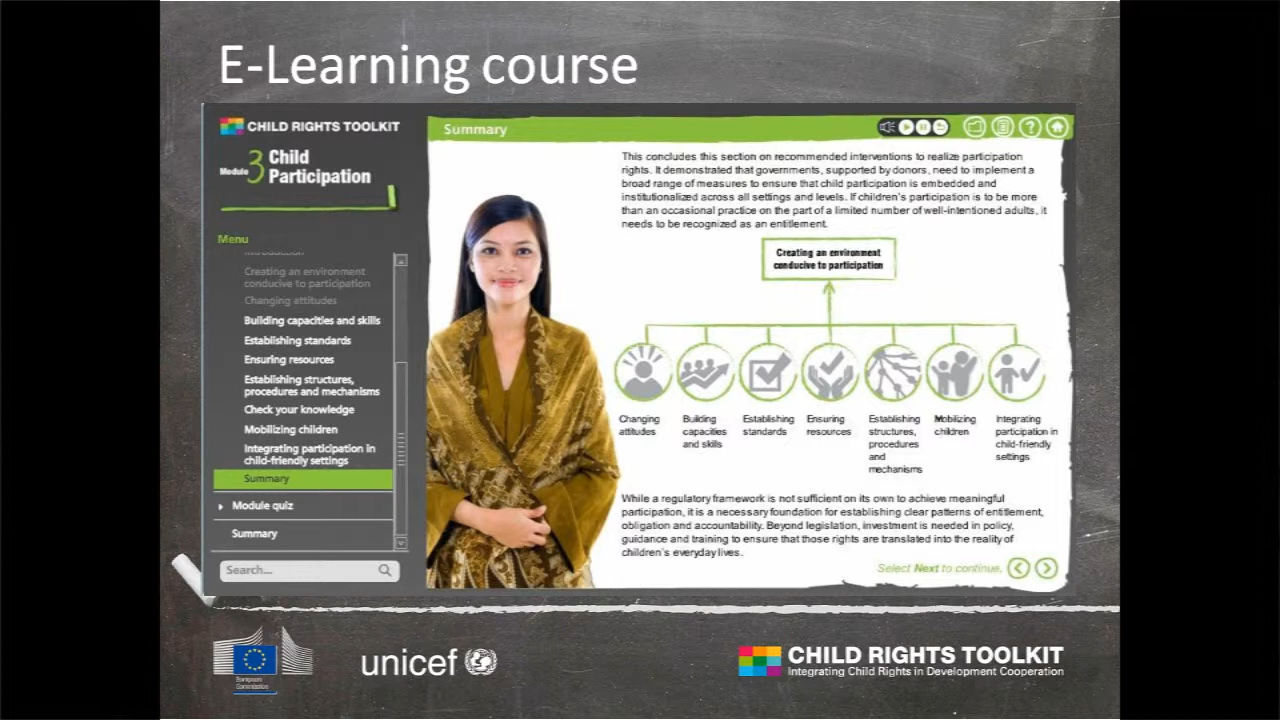 E-Learning course
CHILD RIGHTS TOOLKIT
Module 3 Child
Participation
Menu
Introduction
Creating an environment
conducive to participation
Changing attitudes
Building capacities and skills
Establishing standards
Ensuring resources
Establishing structures,
procedures and mechanisms
Check your knowledge
Mobilizing children
Integrating participation in
child-friendly settings
Summary
Module quiz
Summary
Search...
Summary
?
This concludes this section on recommended interventions to realize participation
rights. It demonstrated that governments, supported by donors, need to implement a
broad range of measures to ensure that child participation is embedded and
institutionalized across all settings and levels. If children's participation is to be more
than an occasional practice on the part of a limited number of well-intentioned adults, it
needs to be recognized as an entitlement.
Creating an environment
conducive to participation
Changing
attitudes
Building
capacities
and skills
Establishing
standards
Ensuring
resources
Establishing
structures,
procedures
and
mechanisms
Mobilizing
children
Integrating
participation in
child-friendly
settings
While a regulatory framework is not sufficient on its own to achieve meaningful
participation, it is a necessary foundation for establishing clear patterns of entitlement,
obligation and accountability. Beyond legislation, investment is needed in policy,
guidance and training to ensure that those rights are translated into the reality of
children's everyday lives.
Select Next to continue.
European
Commission
unicef
CHILD RIGHTS TOOLKIT
Integrating Child Rights in Development Cooperation